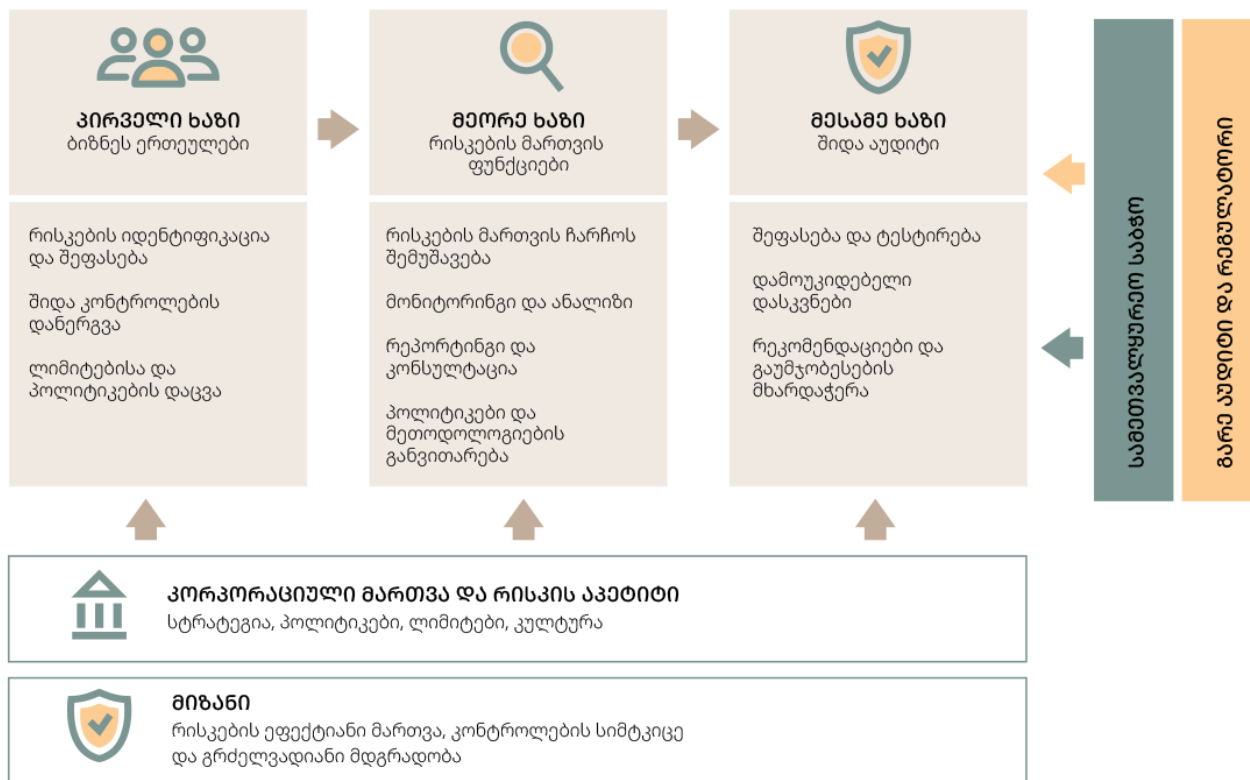 პირველი ხაზი
ბიზნეს ერთეულები
რისკების იდენტიფიკაცია
და შეფასება
შიდა კონტროლების
დანერგვა
ლიმიტებისა და
პოლიტიკების დაცვა
მეორე ხაზი
რისკების მართვის
ფუნქციები
რისკების მართვის ჩარჩოს
შემუშავება
მონიტორინგი და ანალიზი
რეპორტინგი და
კონსულტაცია
პოლიტიკები და
მეთოდოლოგიების
განვითარება
მესამე ხაზი
შიდა აუდიტი
შეფასება და ტესტირება
დამოუკიდებელი
დასკვნები
რეკომენდაციები და
გაუმჯობესების
მხარდაჭერა
სამეთვალყურეო საბჭო
გარე აუდიტი და რეგულატორი
კორპორაციული მართვა და რისკის აპეტიტი
სტრატეგია, პოლიტიკები, ლიმიტები, კულტურა
მიზანი
რისკების ეფექტიანი მართვა, კონტროლების სიმტკიცე
და გრძელვადიანი მდგრადობა